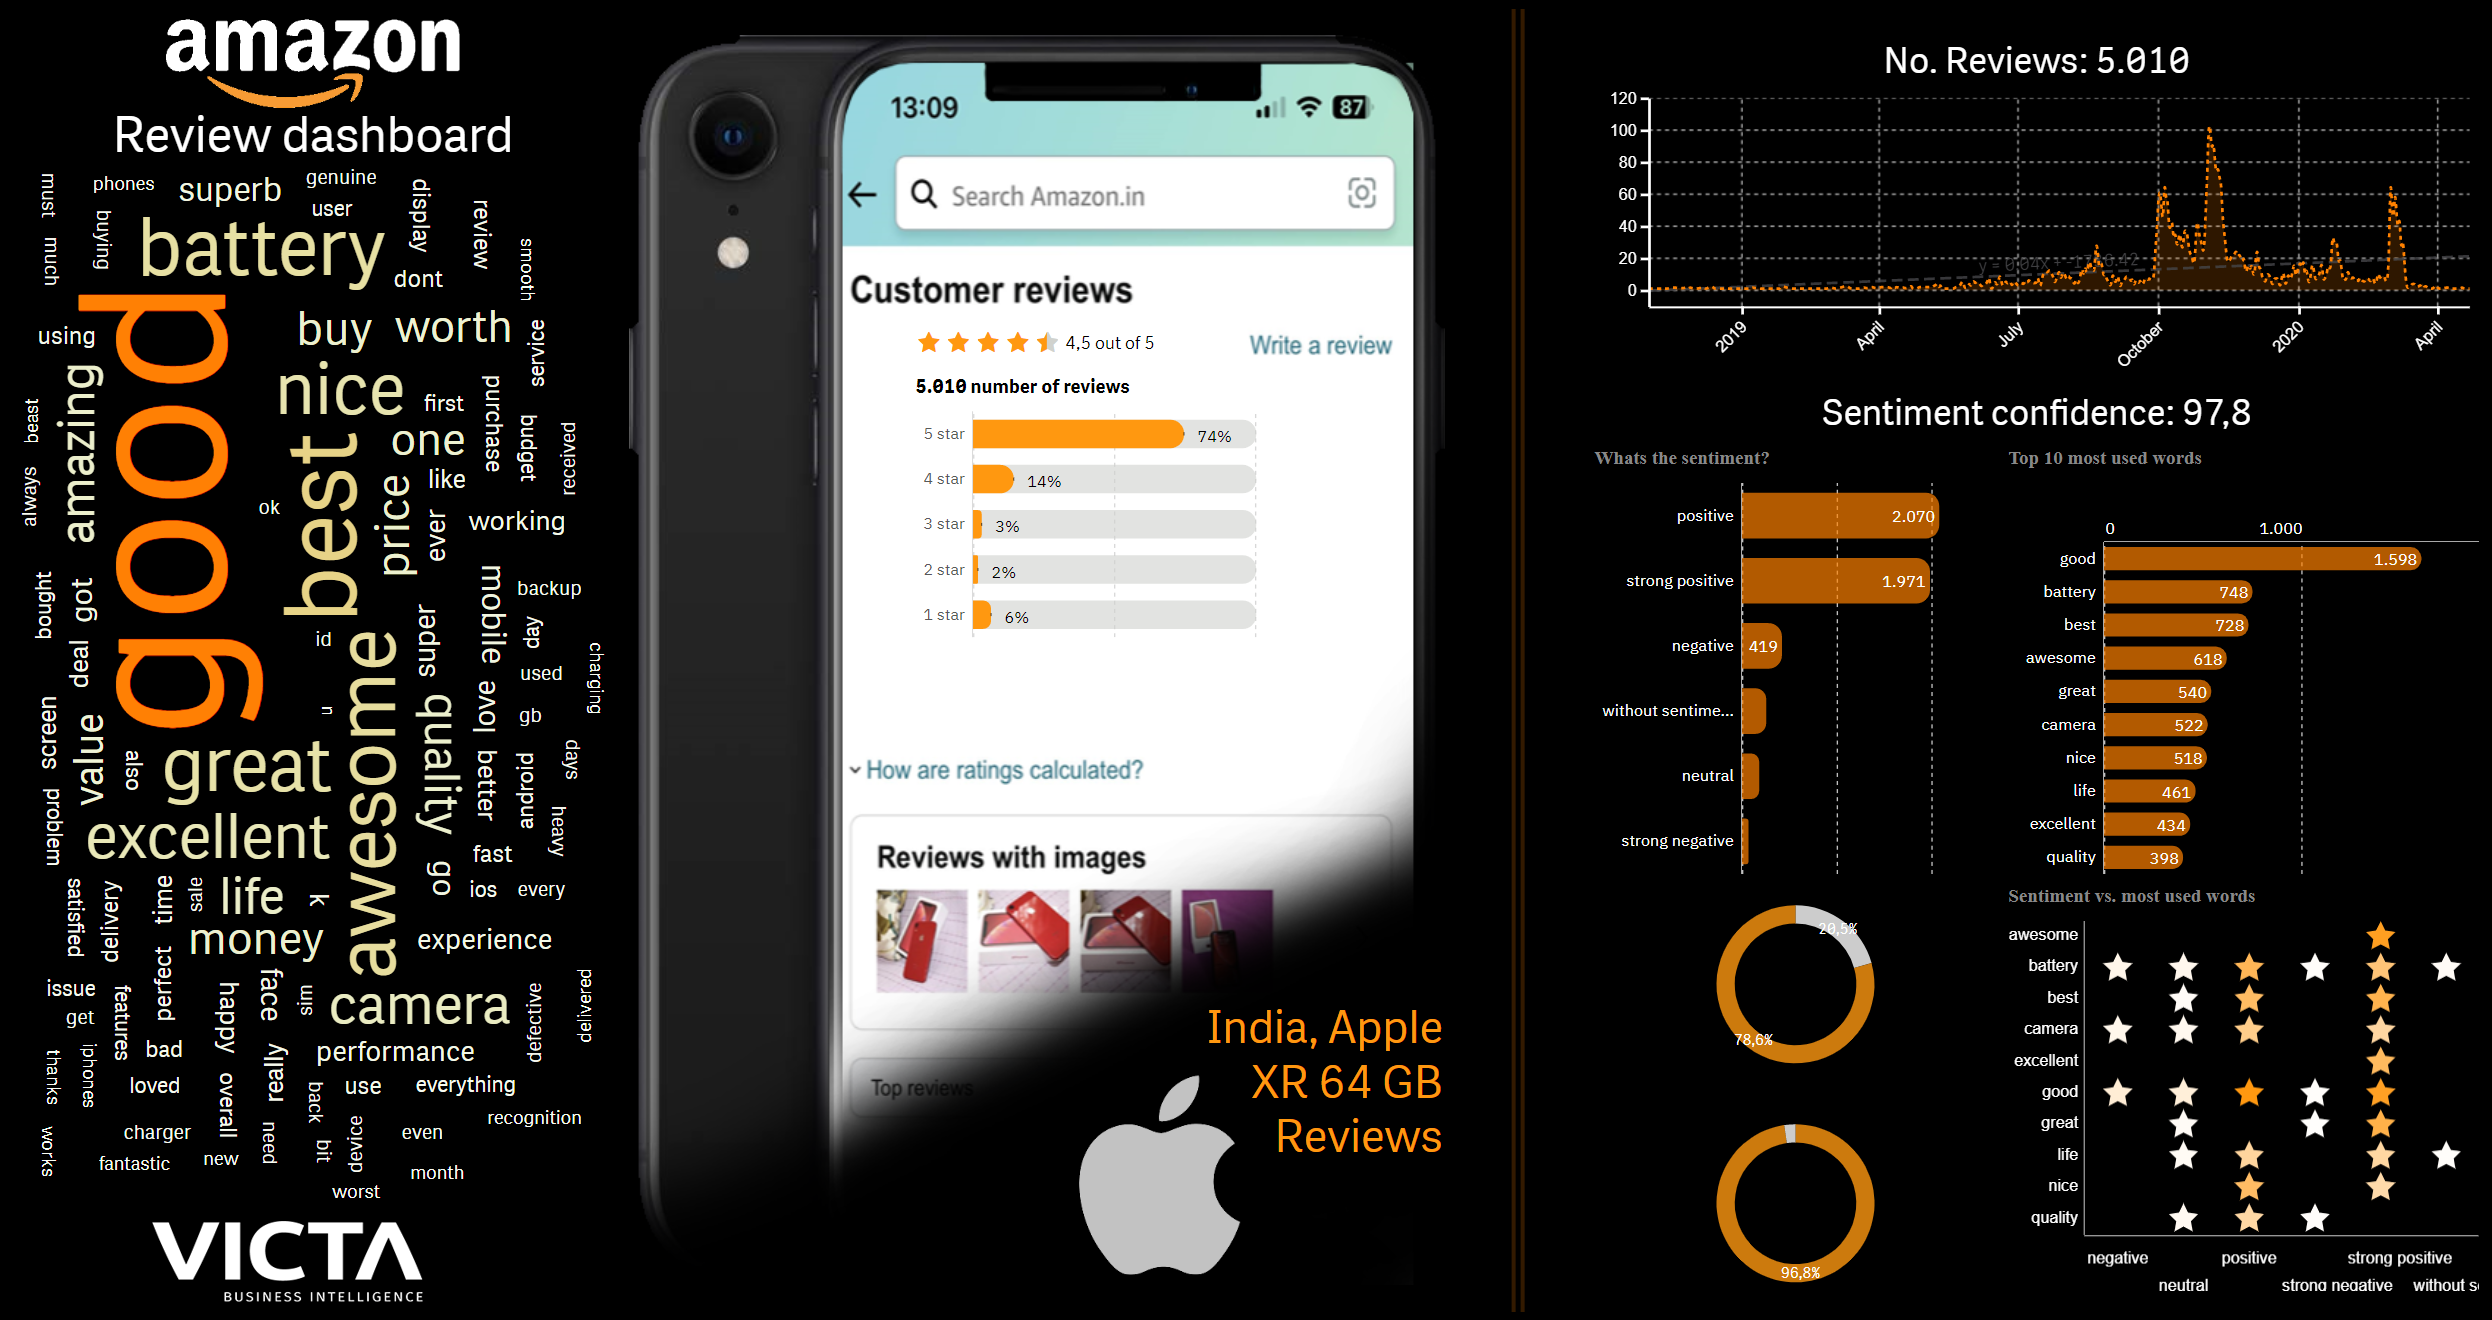 amazon
Review dashboard
must
phones
superb
genuine
user
display
review
much
buying
battery
dont
smooth
good
using
buy
worth
service
amazing
nice
first
purchase
budget
beast
best
one
received
always
like
price
ok
ever
working
bought
got
mobile
backup
deal
id
super
day
used
charging
awesome
screen
value
n
quality
love
gb
also
great
better
android
days
problem
excellent
heavy
go
fast
satisfied
delivery
time
sale
life
k
ios
every
money
perfect
experience
issue
get
features
happy
face
sim
camera
defective
delivered
thanks
iphones
bad
really
performance
loved
overall
back
use
everything
recognition
works
charger
need
bit
device
even
fantastic
new
month
worst
VICTA
BUSINESS INTELLIGENCE
13:09
87
Search Amazon.in
Customer reviews
4,5 out of 5
Write a review
5.010 number of reviews
5 star 74%
4 star 14%
3 star 3%
2 star 2%
1 star 6%
How are ratings calculated?
Reviews with images
Top reviews
India, Apple
XR 64 GB
Reviews
No. Reviews: 5.010
120
100
80
60
40
20
0
2019
April
July
October
2020
April
Sentiment confidence: 97,8
Whats the sentiment?
positive 2.070
strong positive 1.971
negative 419
without sentime...
neutral
strong negative
20,5%
78,6%
96,8%
Top 10 most used words
0 1.000
good 1.598
battery 748
best 728
awesome 618
great 540
camera 522
nice 518
life 461
excellent 434
quality 398
Sentiment vs. most used words
awesome
battery
best
camera
excellent
good
great
life
nice
quality
negative positive strong positive
neutral strong negative without s